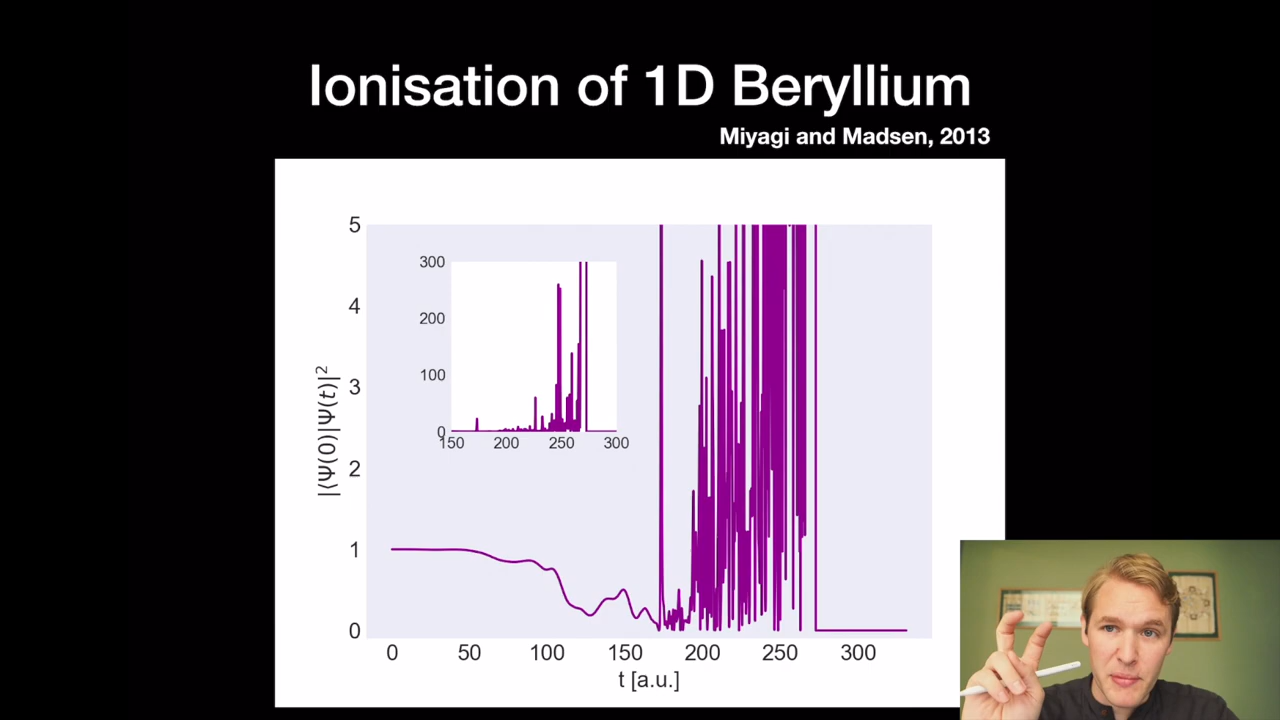 Ionisation of 1D Beryllium
Miyagi and Madsen, 2013
5
4
3
2
1
0
|⟨Ψ(0)|Ψ(t)⟩|²
300
200
100
0
150 200 250 300
0 50 100 150 200 250 300
t [a.u.]